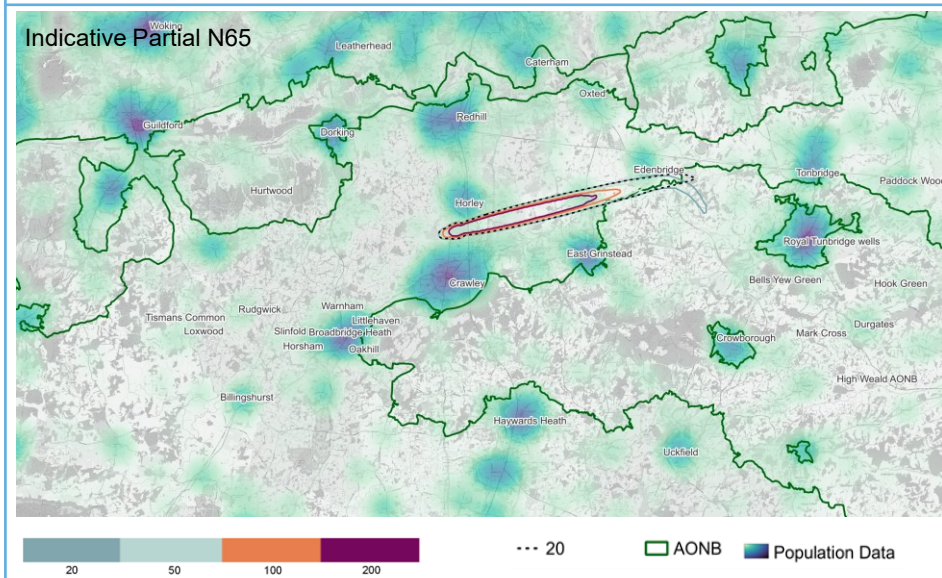 Indicative Partial N65
Woking
Leatherhead
Caterham
Oxted
Guildford
Redhill
Dorking
Edenbridge
Tonbridge
Paddock Wood
Hurtwood
Horley
Royal Tunbridge wells
East Grinstead
Crawley
Bells Yew Green
Hook Green
Warnham
Rudgwick
Tismans Common
Littlehaven
Loxwood
Slinfold
Broadbridge Heath
Durgates
Mark Cross
Crowborough
Horsham
Oakhill
High Weald AONB
Billingshurst
Haywards Heath
Uckfield
20
AONB
Population Data
20
50
100
200